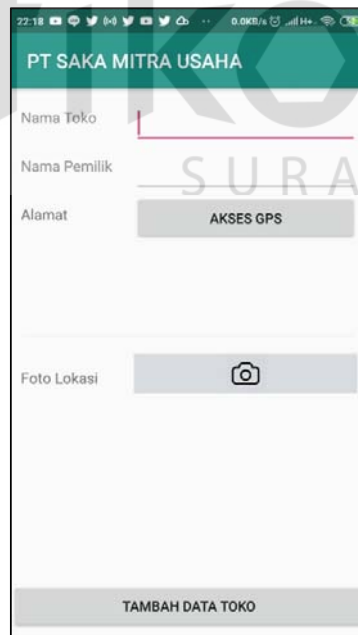 22:18 0.0KB/s H+
PT SAKA MITRA USAHA
Nama Toko
Nama Pemilik
SURA
Alamat
AKSES GPS
Foto Lokasi
TAMBAH DATA TOKO